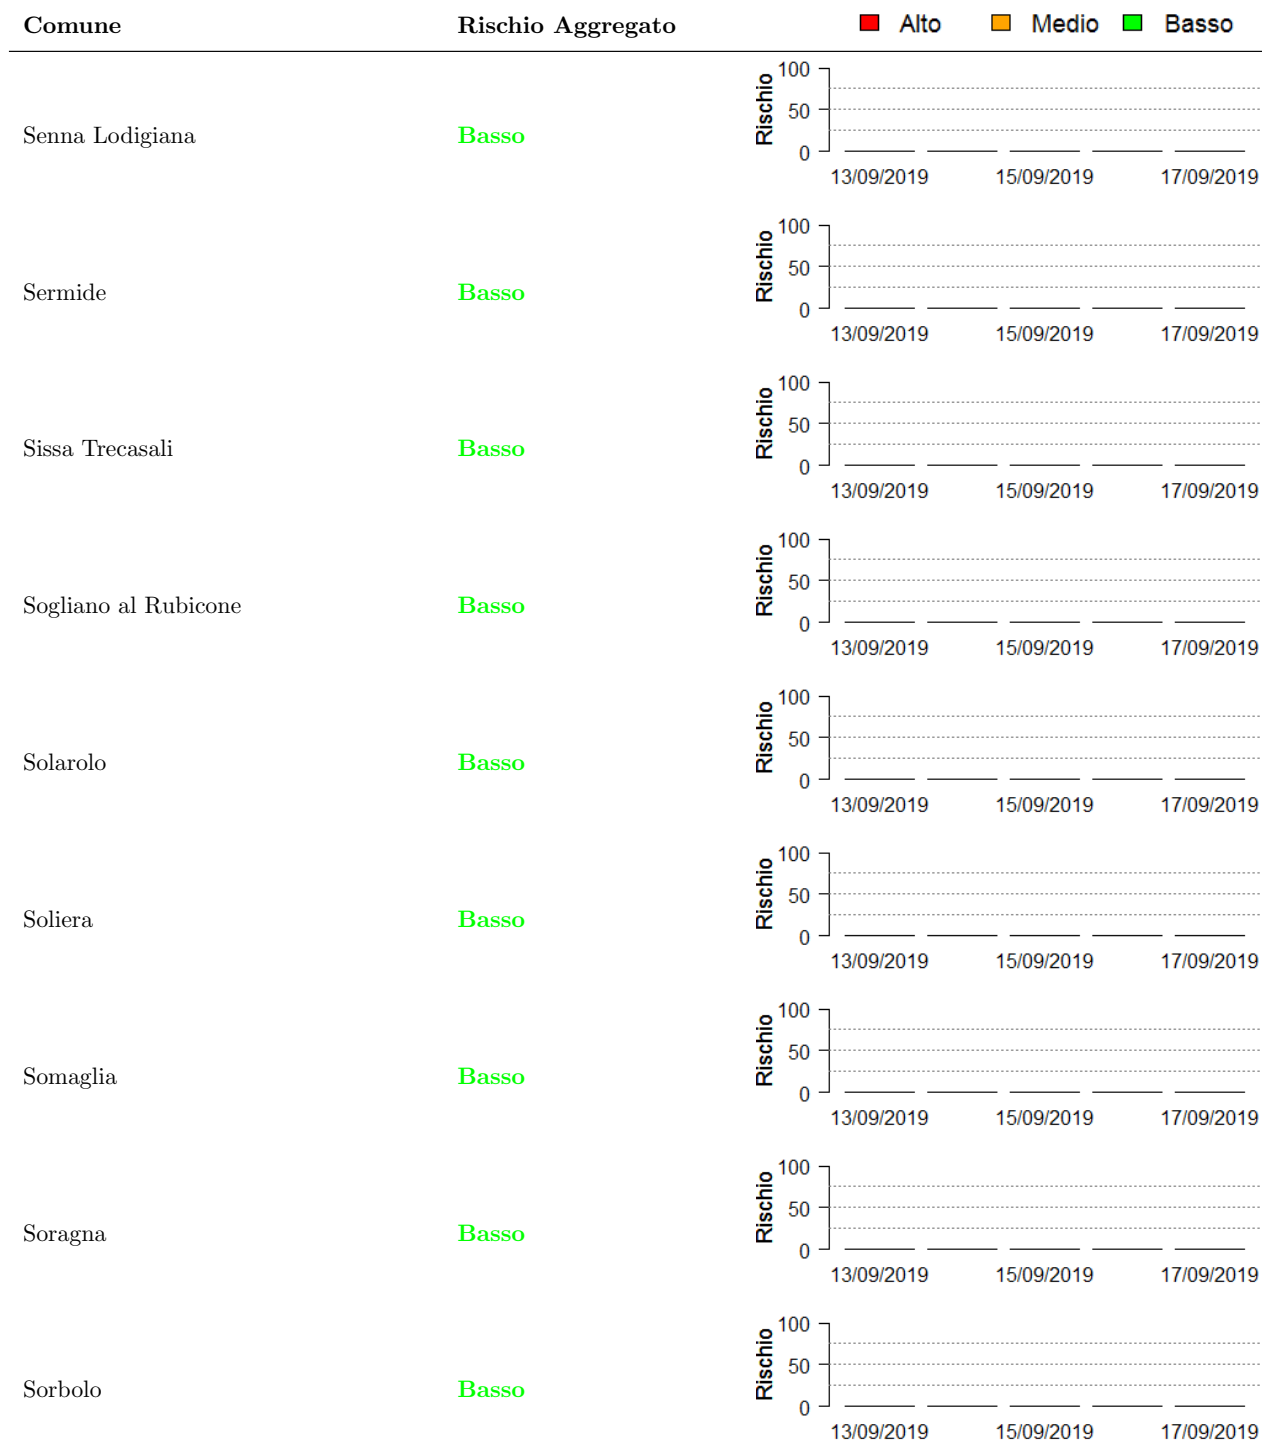 Comune Rischio Aggregato Alto Medio Basso
100
50
0
Rischio
Senna Lodigiana Basso
13/09/2019 15/09/2019 17/09/2019
100
50
0
Rischio
Sermide Basso
13/09/2019 15/09/2019 17/09/2019
100
50
0
Rischio
Sissa Trecasali Basso
13/09/2019 15/09/2019 17/09/2019
100
50
0
Rischio
Sogliano al Rubicone Basso
13/09/2019 15/09/2019 17/09/2019
100
50
0
Rischio
Solarolo Basso
13/09/2019 15/09/2019 17/09/2019
100
50
0
Rischio
Soliera Basso
13/09/2019 15/09/2019 17/09/2019
100
50
0
Rischio
Somaglia Basso
13/09/2019 15/09/2019 17/09/2019
100
50
0
Rischio
Soragna Basso
13/09/2019 15/09/2019 17/09/2019
100
50
0
Rischio
Sorbolo Basso
13/09/2019 15/09/2019 17/09/2019